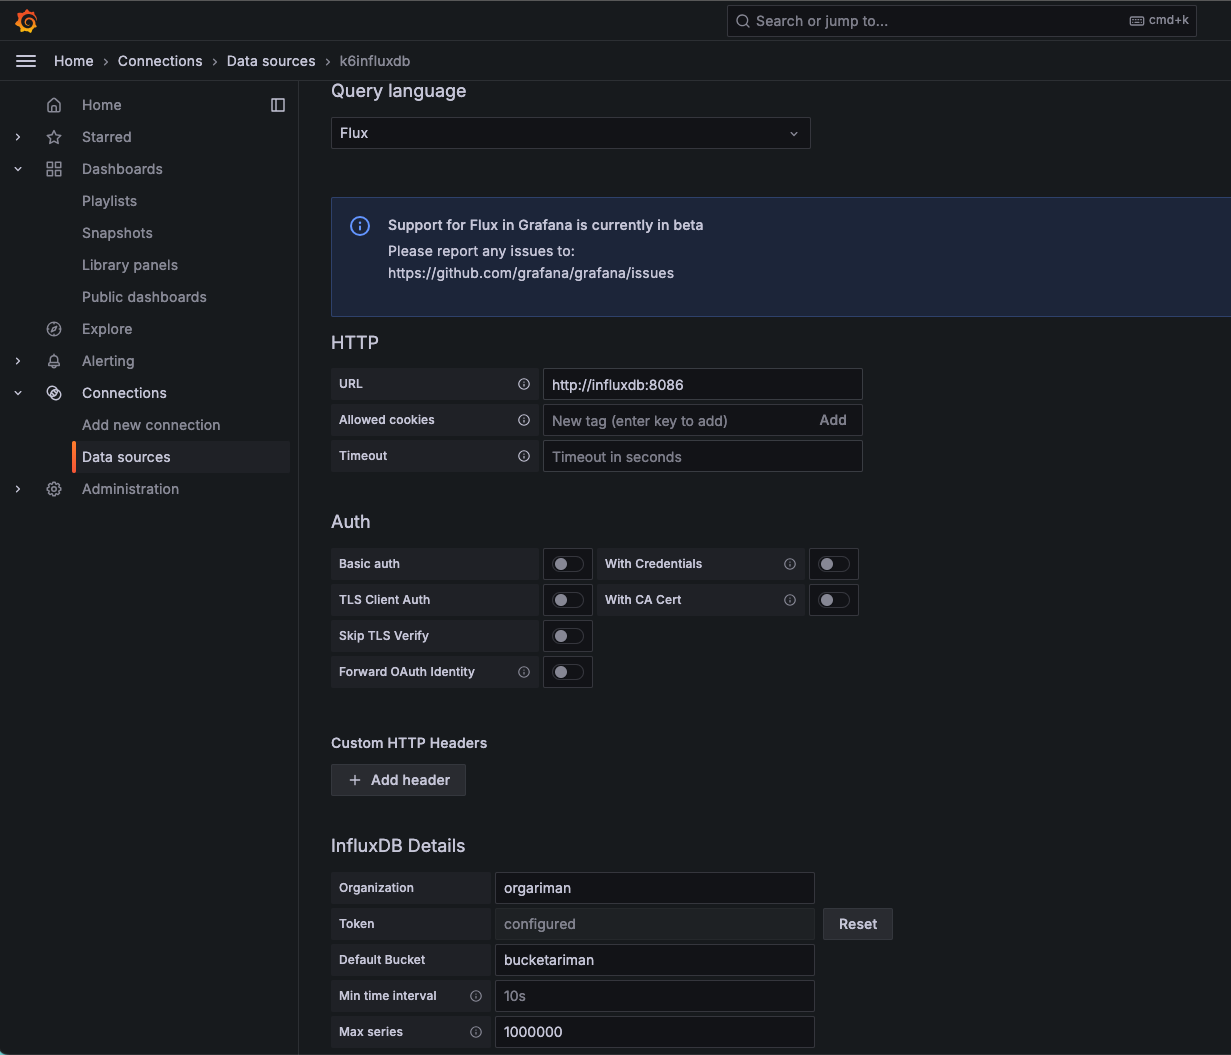 Search or jump to...
cmd+k
Home › Connections › Data sources › k6influxdb
Home
Starred
Dashboards
Playlists
Snapshots
Library panels
Public dashboards
Explore
Alerting
Connections
Add new connection
Data sources
Administration
Query language
Flux
Support for Flux in Grafana is currently in beta
Please report any issues to:
https://github.com/grafana/grafana/issues
HTTP
URL
http://influxdb:8086
Allowed cookies
New tag (enter key to add)
Add
Timeout
Timeout in seconds
Auth
Basic auth
With Credentials
TLS Client Auth
With CA Cert
Skip TLS Verify
Forward OAuth Identity
Custom HTTP Headers
Add header
InfluxDB Details
Organization
orgariman
Token
configured
Reset
Default Bucket
bucketariman
Min time interval
10s
Max series
1000000